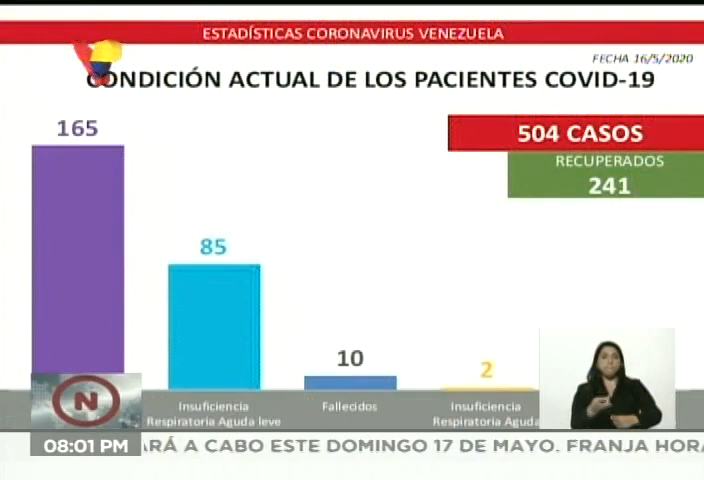 ESTADÍSTICAS CORONAVIRUS VENEZUELA
FECHA 16/5/2020
CONDICIÓN ACTUAL DE LOS PACIENTES COVID-19
504 CASOS
RECUPERADOS
241
165
85
10
2
Insuficiencia
Respiratoria Aguda leve
Fallecidos
Insuficiencia
Respiratoria Aguda
N
08:01 PM
ARÁ A CABO ESTE DOMINGO 17 DE MAYO. FRANJA HORA